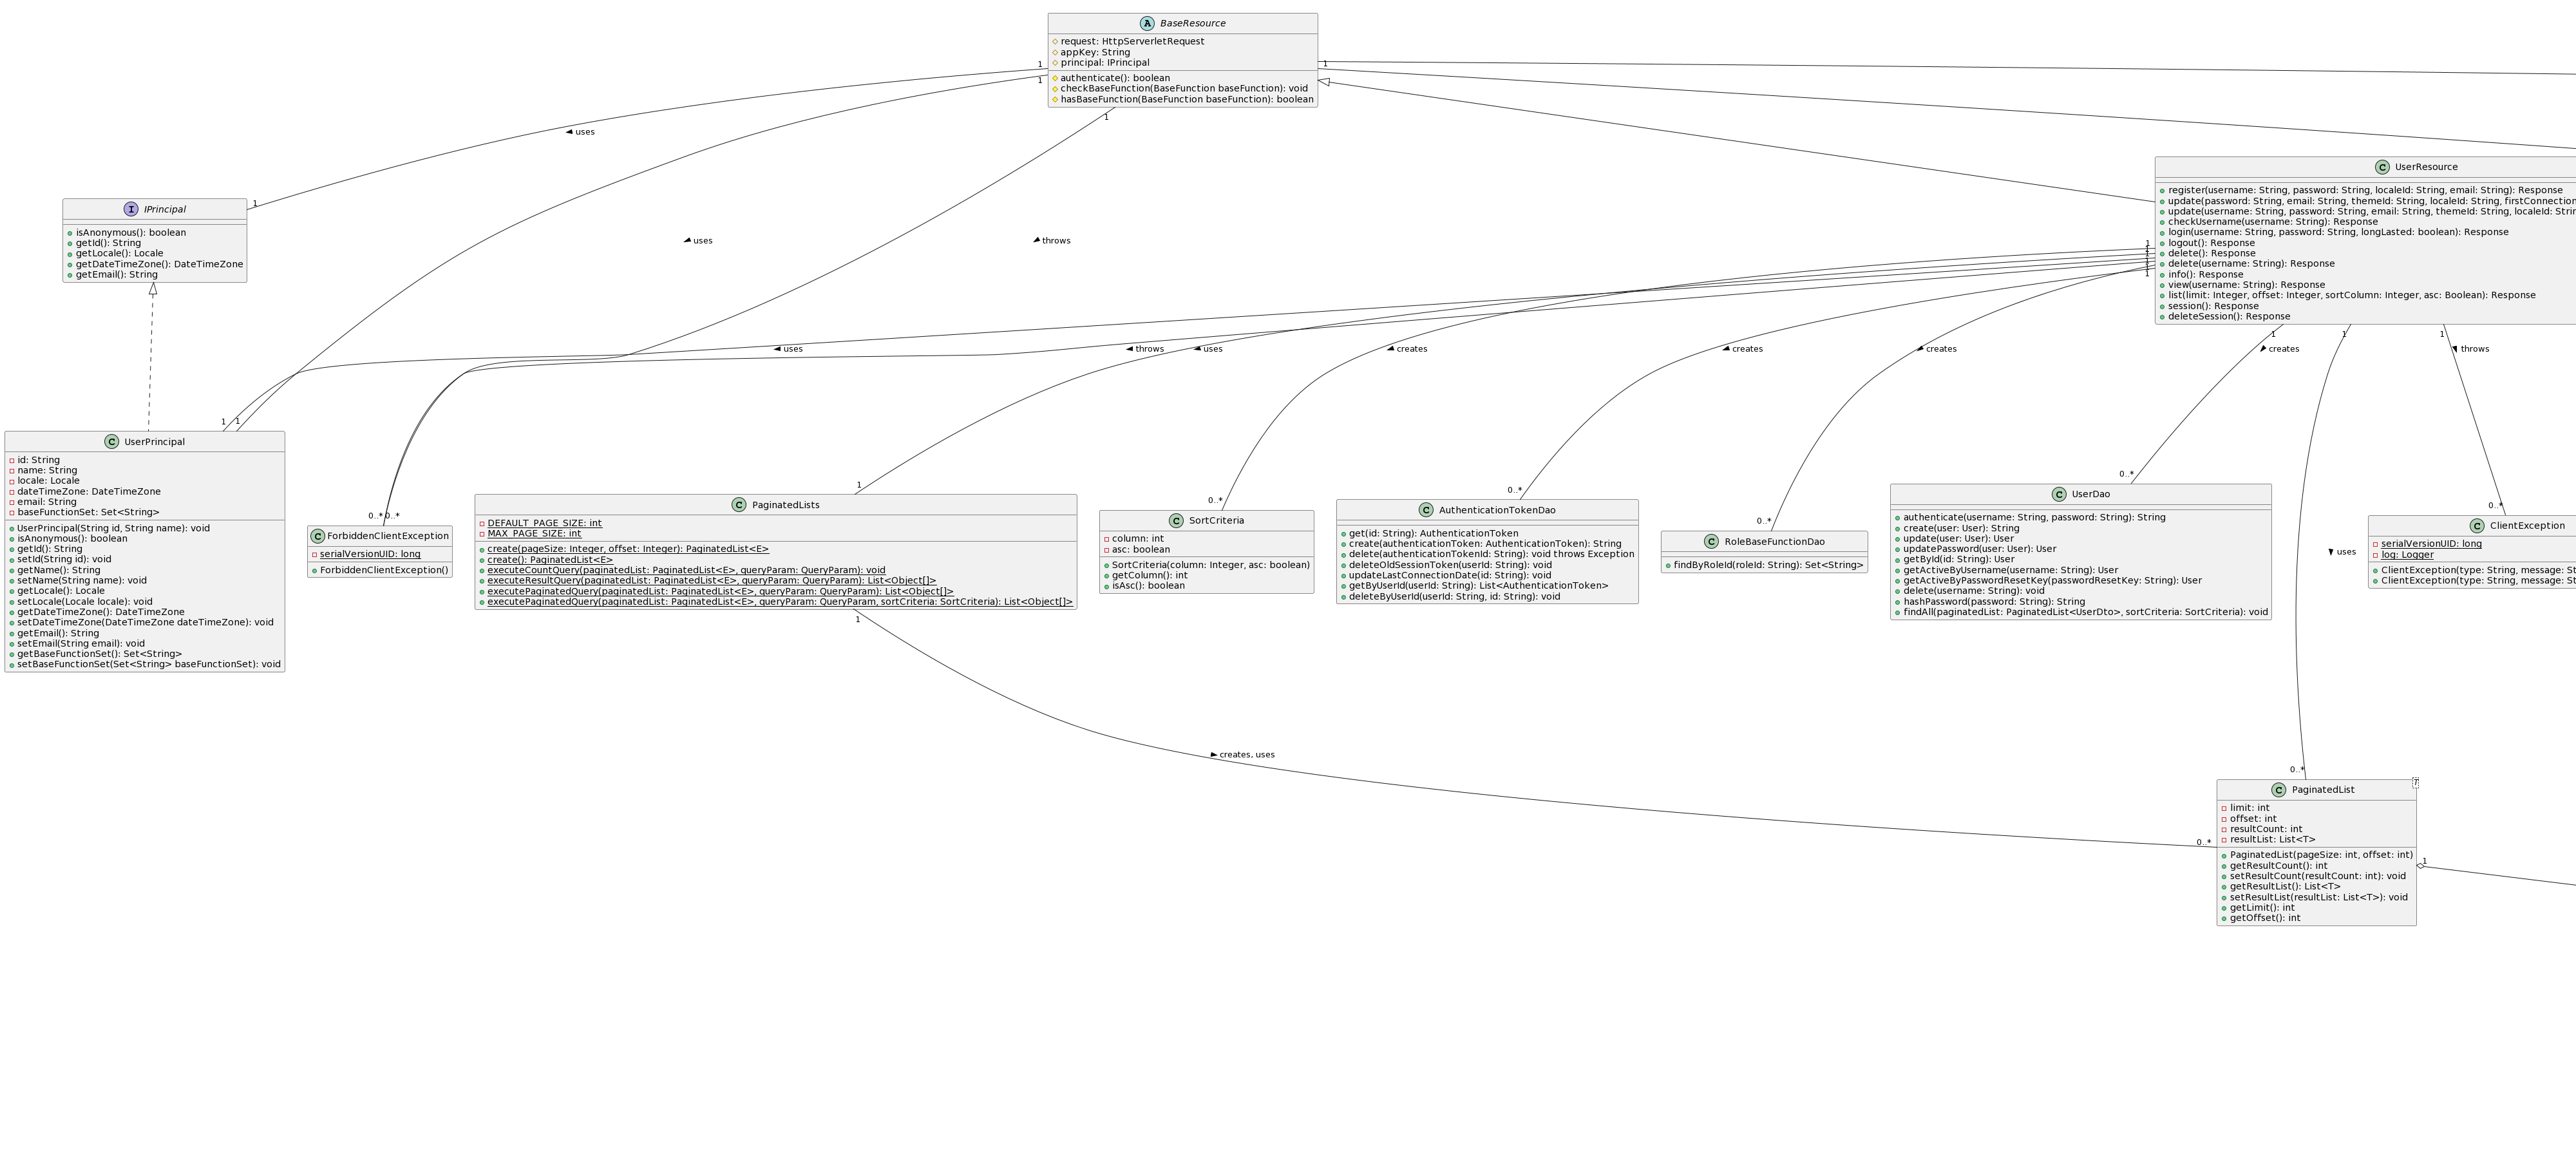 A BaseResource
request: HttpServerletRequest
appKey: String
principal: IPrincipal
authenticate(): boolean
checkBaseFunction(BaseFunction baseFunction): void
hasBaseFunction(BaseFunction baseFunction): boolean
1
1
1
1
uses
uses
throws
1
I IPrincipal
isAnonymous(): boolean
getId(): String
getLocale(): Locale
getDateTimeZone(): DateTimeZone
getEmail(): String
C UserResource
register(username: String, password: String, localeId: String, email: String): Response
update(password: String, email: String, themeId: String, localeId: String, firstConnection
update(username: String, password: String, email: String, themeId: String, localeId:
checkUsername(username: String): Response
login(username: String, password: String, longLasted: boolean): Response
logout(): Response
delete(): Response
delete(username: String): Response
info(): Response
view(username: String): Response
list(limit: Integer, offset: Integer, sortColumn: Integer, asc: Boolean): Response
session(): Response
deleteSession(): Response
1
1
1
1
1
1
1
1
1
uses
throws
uses
creates
creates
creates
creates
uses
throws
1
1
C UserPrincipal
id: String
name: String
locale: Locale
dateTimeZone: DateTimeZone
email: String
baseFunctionSet: Set<String>
UserPrincipal(String id, String name): void
isAnonymous(): boolean
getId(): String
setId(String id): void
getName(): String
setName(String name): void
getLocale(): Locale
setLocale(Locale locale): void
getDateTimeZone(): DateTimeZone
setDateTimeZone(DateTimeZone dateTimeZone): void
getEmail(): String
setEmail(String email): void
getBaseFunctionSet(): Set<String>
setBaseFunctionSet(Set<String> baseFunctionSet): void
0..*
0..*
C ForbiddenClientException
serialVersionUID: long
ForbiddenClientException()
1
C PaginatedLists
DEFAULT_PAGE_SIZE: int
MAX_PAGE_SIZE: int
create(pageSize: Integer, offset: Integer): PaginatedList<E>
create(): PaginatedList<E>
executeCountQuery(paginatedList: PaginatedList<E>, queryParam: QueryParam): void
executeResultQuery(paginatedList: PaginatedList<E>, queryParam: QueryParam): List<Object[]>
executePaginatedQuery(paginatedList: PaginatedList<E>, queryParam: QueryParam): List<Object[]>
executePaginatedQuery(paginatedList: PaginatedList<E>, queryParam: QueryParam, sortCriteria: SortCriteria): List<Object[]>
1
creates, uses
0..*
C SortCriteria
column: int
asc: boolean
SortCriteria(column: Integer, asc: boolean)
getColumn(): int
isAsc(): boolean
0..*
C AuthenticationTokenDao
get(id: String): AuthenticationToken
create(authenticationToken: AuthenticationToken): String
delete(authenticationTokenId: String): void throws Exception
deleteOldSessionToken(userId: String): void
updateLastConnectionDate(id: String): void
getByUserId(userId: String): List<AuthenticationToken>
deleteByUserId(userId: String, id: String): void
0..*
C RoleBaseFunctionDao
findByRoleId(roleId: String): Set<String>
0..*
C UserDao
authenticate(username: String, password: String): String
create(user: User): String
update(user: User): User
updatePassword(user: User): User
getById(id: String): User
getActiveByUsername(username: String): User
getActiveByPasswordResetKey(passwordResetKey: String): User
delete(username: String): void
hashPassword(password: String): String
findAll(paginatedList: PaginatedList<UserDto>, sortCriteria: SortCriteria): void
0..*
C ClientException
serialVersionUID: long
log: Logger
ClientException(type: String, message:
ClientException(type: String, message:
0..*
0..*
C PaginatedList
T
limit: int
offset: int
resultCount: int
resultList: List<T>
PaginatedList(pageSize: int, offset: int)
getResultCount(): int
setResultCount(resultCount: int): void
getResultList(): List<T>
setResultList(resultList: List<T>): void
getLimit(): int
getOffset(): int
1